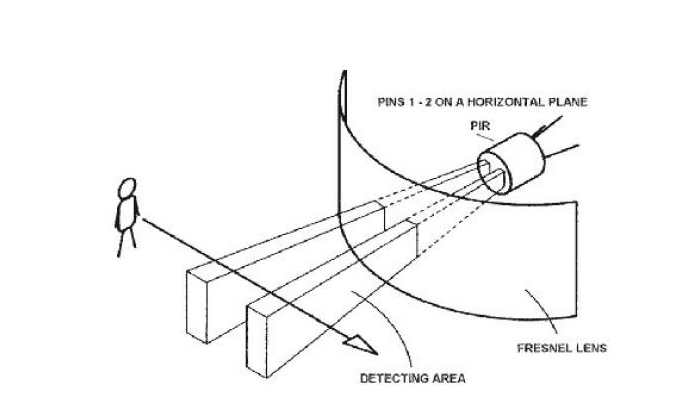 PINS 1 - 2 ON A HORIZONTAL PLANE
PIR
FRESNEL LENS
DETECTING AREA